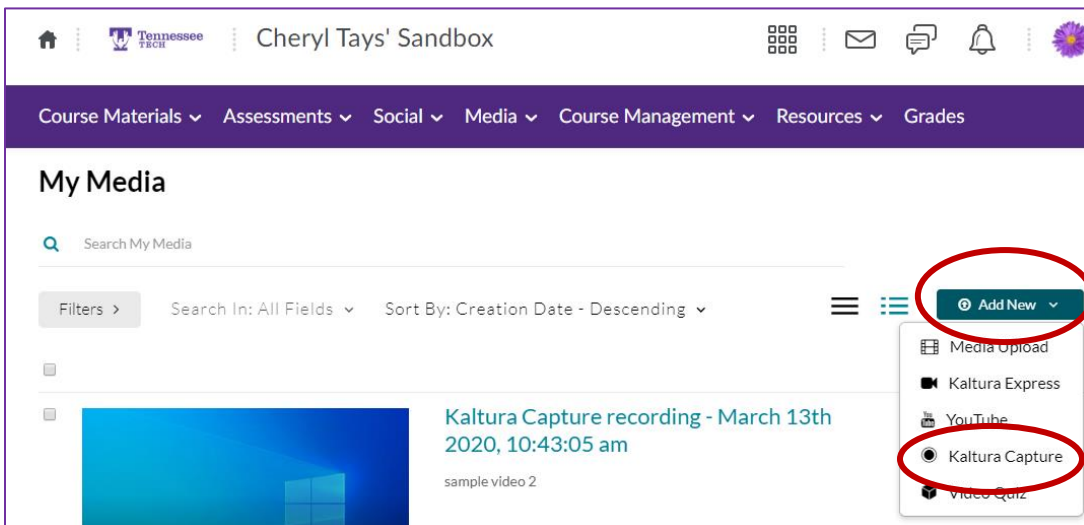 Tennessee TECH Cheryl Tays' Sandbox
Course Materials Assessments Social Media Course Management Resources Grades
My Media
Search My Media
Filters > Search In: All Fields Sort By: Creation Date - Descending Add New
Media Upload
Kaltura Express
YouTube
Kaltura Capture
Video Quiz
Kaltura Capture recording - March 13th
2020, 10:43:05 am
sample video 2